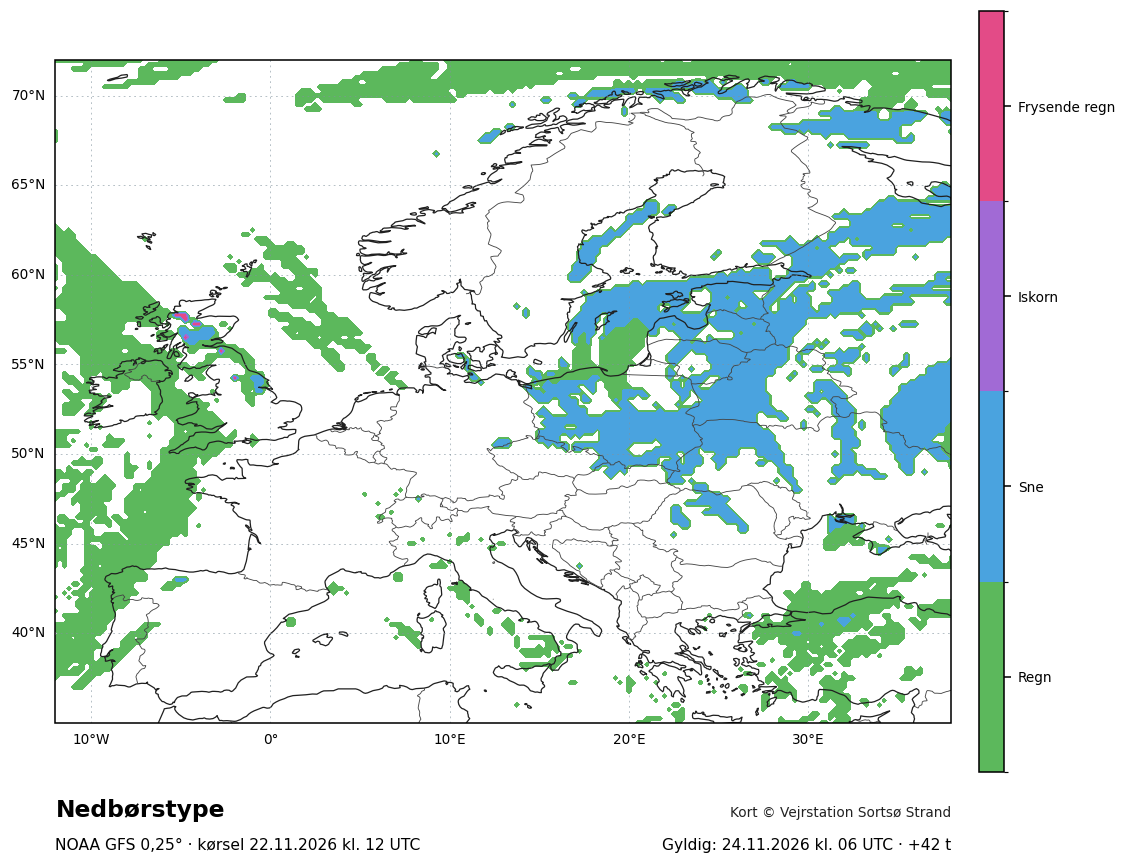 Frysende regn
Iskorn
Sne
Regn
70°N
65°N
60°N
55°N
50°N
45°N
40°N
10°W
0°
10°E
20°E
30°E
Nedbørstype
Kort © Vejrstation Sortsø Strand
NOAA GFS 0,25° · kørsel 22.11.2026 kl. 12 UTC
Gyldig: 24.11.2026 kl. 06 UTC · +42 t